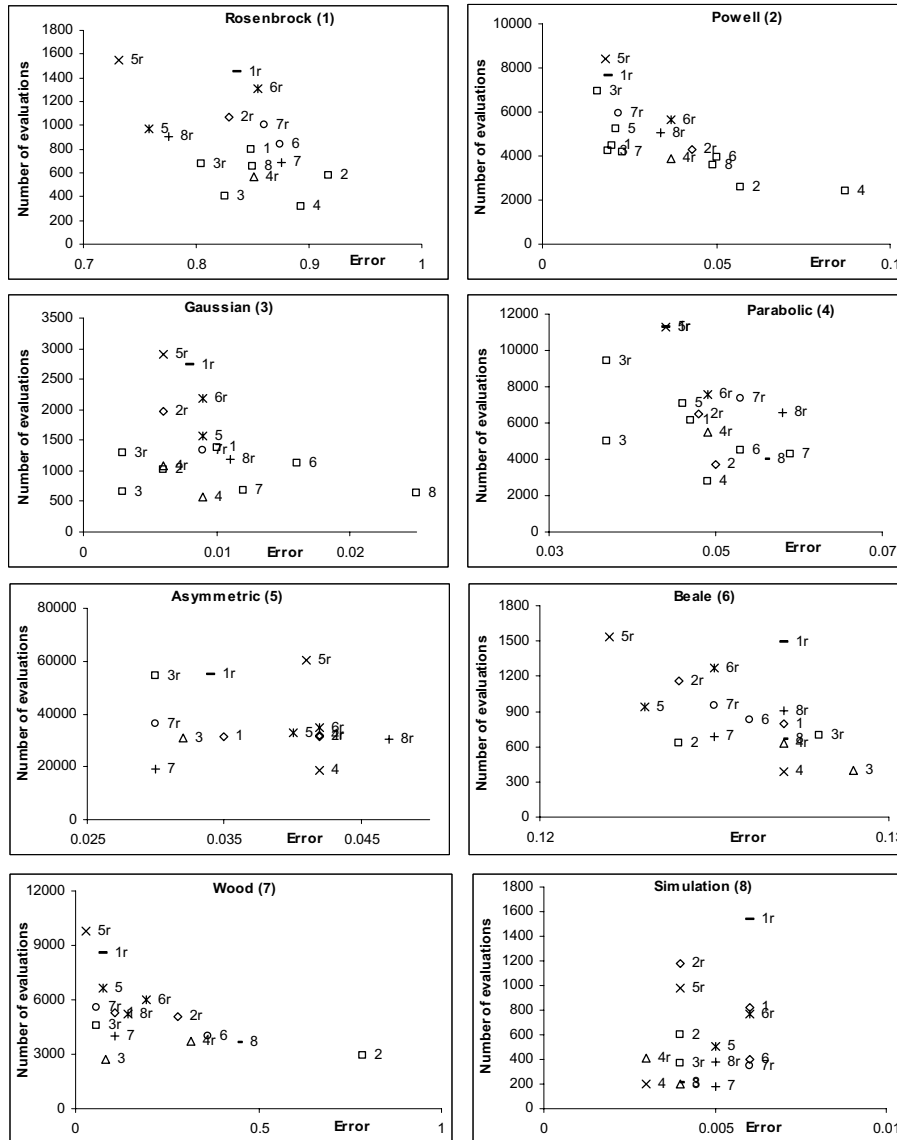 Rosenbrock (1)
Number of evaluations
1800
1600
1400
1200
1000
800
600
400
200
0
0.7
0.8
0.9
1
Error
5r
1r
6r
2r
7r
5
8r
1
6
3r
8
7
4r
2
3
4
Powell (2)
Number of evaluations
10000
8000
6000
4000
2000
0
0
0.05
0.1
Error
5r
1r
3r
7r
6r
5
8r
1
2r
7
4r
6
8
2
4
Gaussian (3)
Number of evaluations
3500
3000
2500
2000
1500
1000
500
0
0
0.01
0.02
Error
5r
1r
6r
2r
5
1
3r
7r
8r
6
4r
2
3
4
7
8
Parabolic (4)
Number of evaluations
12000
10000
8000
6000
4000
2000
0
0.03
0.05
0.07
Error
5r
1r
3r
6r
7r
5
2r
8r
1
4r
3
6
7
8
2
4
Asymmetric (5)
Number of evaluations
80000
60000
40000
20000
0
0.025
0.035
0.045
Error
5r
3r
1r
7r
6r
5
3
1
2r
8r
7
4
Beale (6)
Number of evaluations
1800
1500
1200
900
600
300
0
0.12
0.13
Error
5r
1r
6r
2r
5
7r
8r
6
1
2
7
8
4r
3r
4
3
Wood (7)
Number of evaluations
12000
9000
6000
3000
0
0
0.5
1
Error
5r
1r
5
6r
7r
8r
2r
3r
7
4r
6
8
3
2
Simulation (8)
Number of evaluations
1800
1600
1400
1200
1000
800
600
400
200
0
0
0.005
0.01
Error
1r
2r
5r
1
6r
2
5
4r
3r
8r
6
7r
4
7